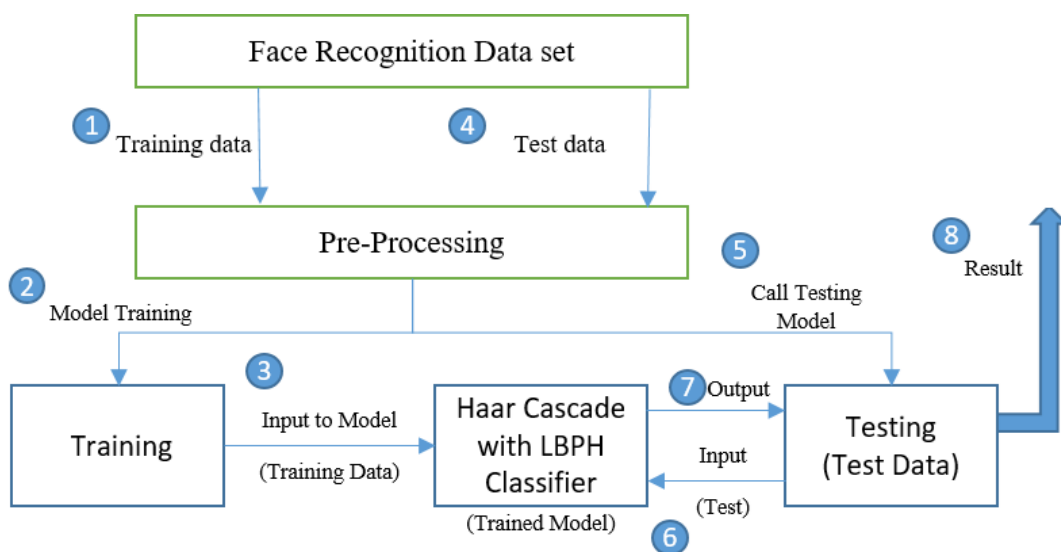 Face Recognition Data set
1
Training data
4
Test data
Pre-Processing
2
Model Training
5
Call Testing
Model
8
Result
Training
3
Input to Model
(Training Data)
Haar Cascade
with LBPH
Classifier
(Trained Model)
7
Output
Input
(Test)
6
Testing
(Test Data)